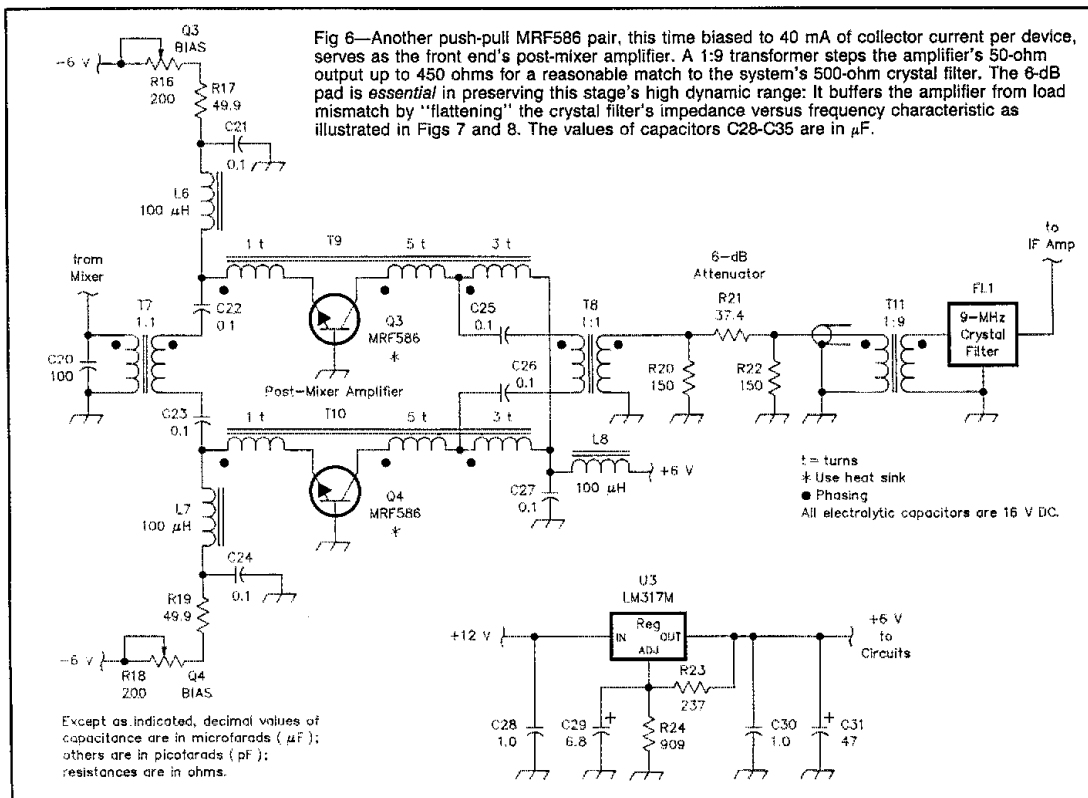 Fig 6—Another push-pull MRF586 pair, this time biased to 40 mA of collector current per device,
serves as the front end's post-mixer amplifier. A 1:9 transformer steps the amplifier's 50-ohm
output up to 450 ohms for a reasonable match to the system's 500-ohm crystal filter. The 6-dB
pad is essential in preserving this stage's high dynamic range: It buffers the amplifier from load
mismatch by "flattening" the crystal filter's impedance versus frequency characteristic as
illustrated in Figs 7 and 8. The values of capacitors C28-C35 are in µF.
Q3
BIAS
-6 V
R16
200
R17
49.9
C21
0.1
L6
100 µH
from
Mixer
T7
1:1
C20
100
C22
0.1
C23
0.1
1 t
T9
5 t
3 t
Q3
MRF586
*
Post-Mixer Amplifier
1 t
T10
5 t
3 t
Q4
MRF586
*
C25
0.1
C26
0.1
T8
1:1
6-dB
Attenuator
R21
37.4
R20
150
R22
150
T11
1:9
FL1
9-MHz
Crystal
Filter
to
IF Amp
L8
100 µH
+6 V
C27
0.1
t = turns
* Use heat sink
● Phasing
All electrolytic capacitors are 16 V DC.
L7
100 µH
C24
0.1
R19
49.9
-6 V
R18
200
Q4
BIAS
U3
LM317M
+12 V
IN
Reg
OUT
ADJ
+6 V
to
Circuits
R23
237
C28
1.0
C29
6.8
+
R24
909
C30
1.0
C31
47
+
Except as indicated, decimal values of
capacitance are in microfarads ( µF ) ;
others are in picofarads ( pF ) ;
resistances are in ohms.